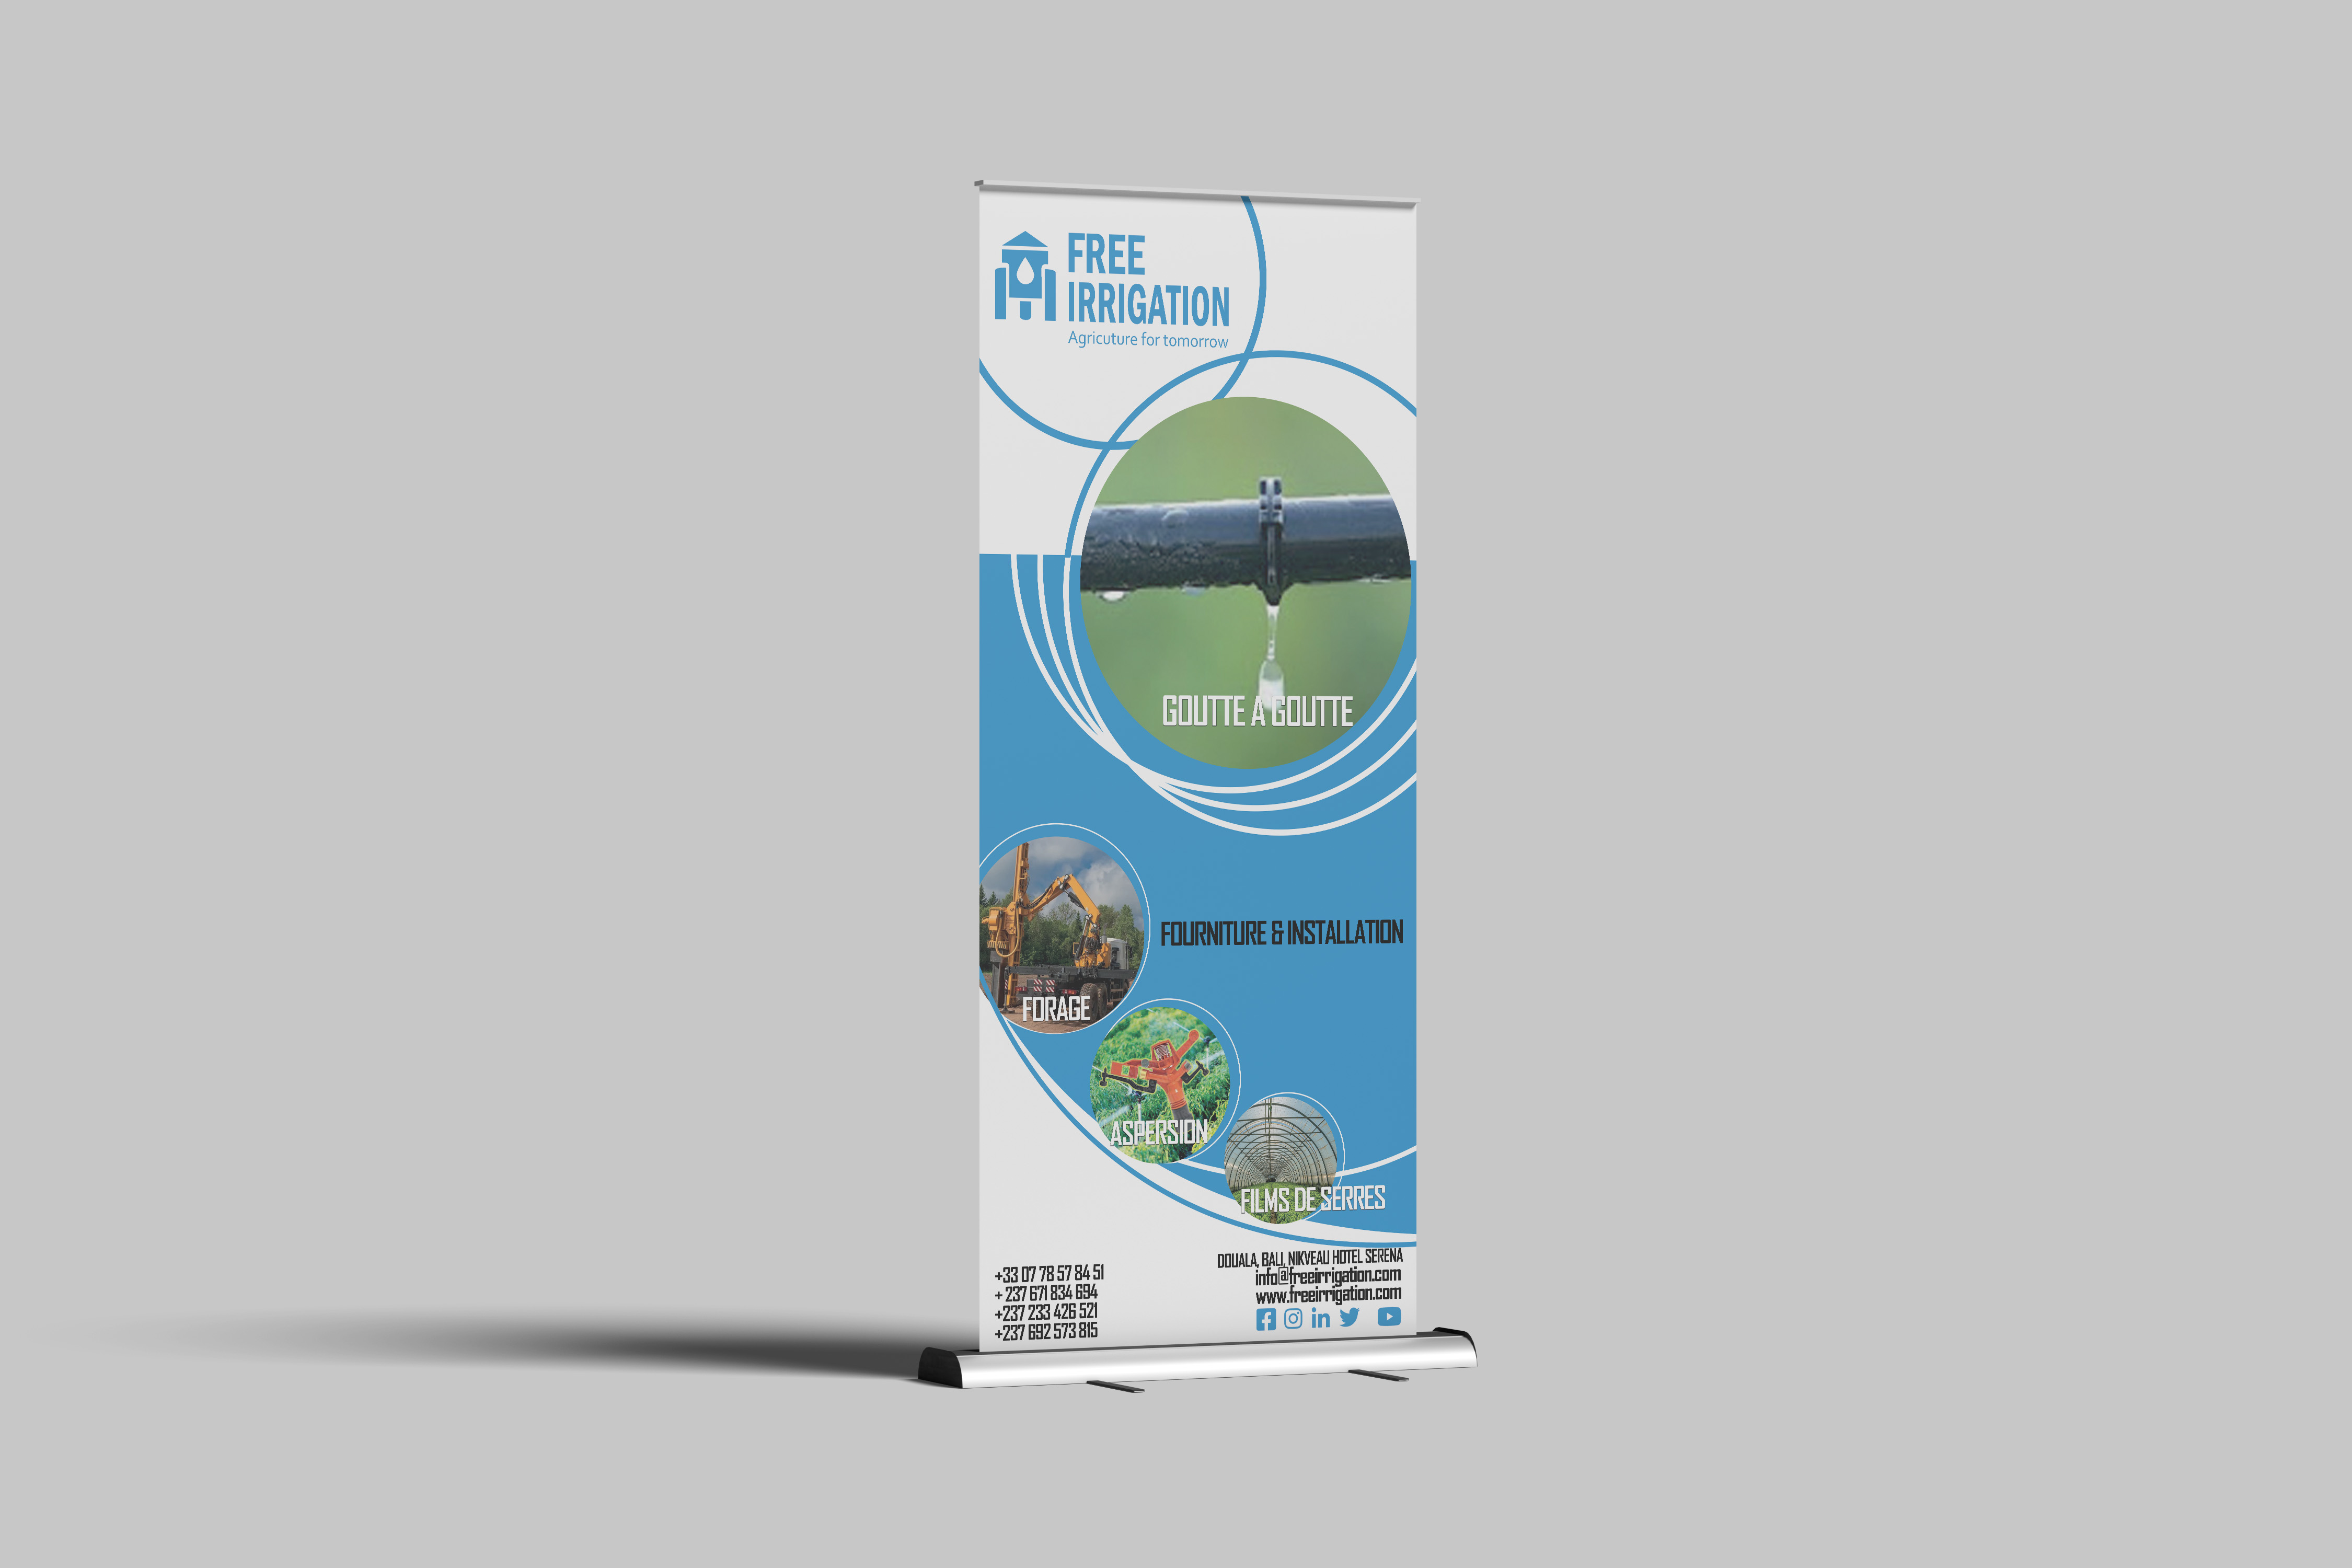 FREE
IRRIGATION
Agricuture for tomorrow
GOUTTE A GOUTTE
FOURNITURE & INSTALLATION
FORAGE
ASPERSION
FILMS DE SERRES
+33 07 78 57 84 51
+ 237 671 834 694
+237 233 426 521
+237 692 573 815
DOUALA, BALI, NIKVEAU HOTEL SERENA
info@freeirrigation.com
www.freeirrigation.com